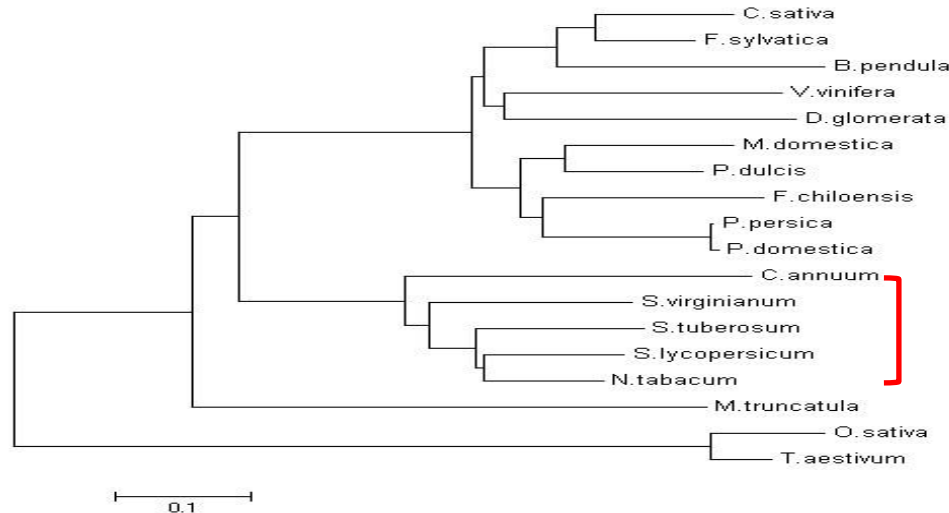 C.sativa
F.sylvatica
B.pendula
V.vinifera
D.glomerata
M.domestica
P.dulcis
F.chiloensis
P.persica
P.domestica
C.annuum
S.virginianum
S.tuberosum
S.lycopersicum
N.tabacum
M.truncatula
O.sativa
T.aestivum
0.1